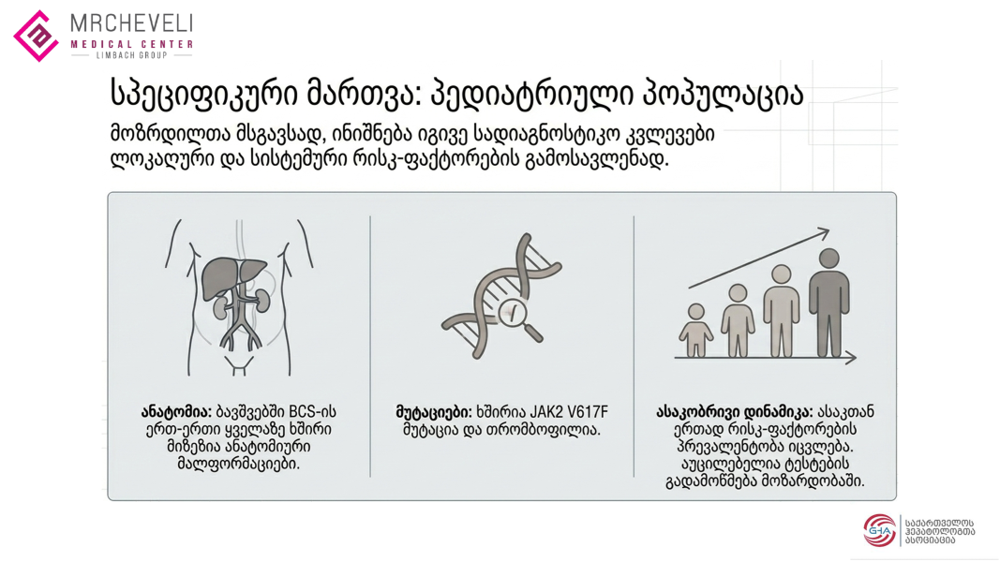 MRCHEVELI
MEDICAL CENTER
LIMBACH GROUP
სპეციფიკური მართვა: პედიატრიული პოპულაცია
მოზრდილთა მსგავსად, ინიშნება იგივე სადიაგნოსტიკო კვლევები
ლოკალური და სისტემური რისკ-ფაქტორების გამოსავლენად.
ანატომია: ბავშვებში BCS-ის
ერთ-ერთი ყველაზე ხშირი
მიზეზია ანატომიური
მალფორმაციები.
მუტაციები: ხშირია JAK2 V617F
მუტაცია და თრომბოფილია.
ასაკობრივი დინამიკა: ასაკთან
ერთად რისკ-ფაქტორების
პრევალენტობა იცვლება.
აუცილებელია ტესტების
გადამოწმება მოზარდობაში.
GHA
საქართველოს
ჰეპატოლოგთა
ასოციაცია